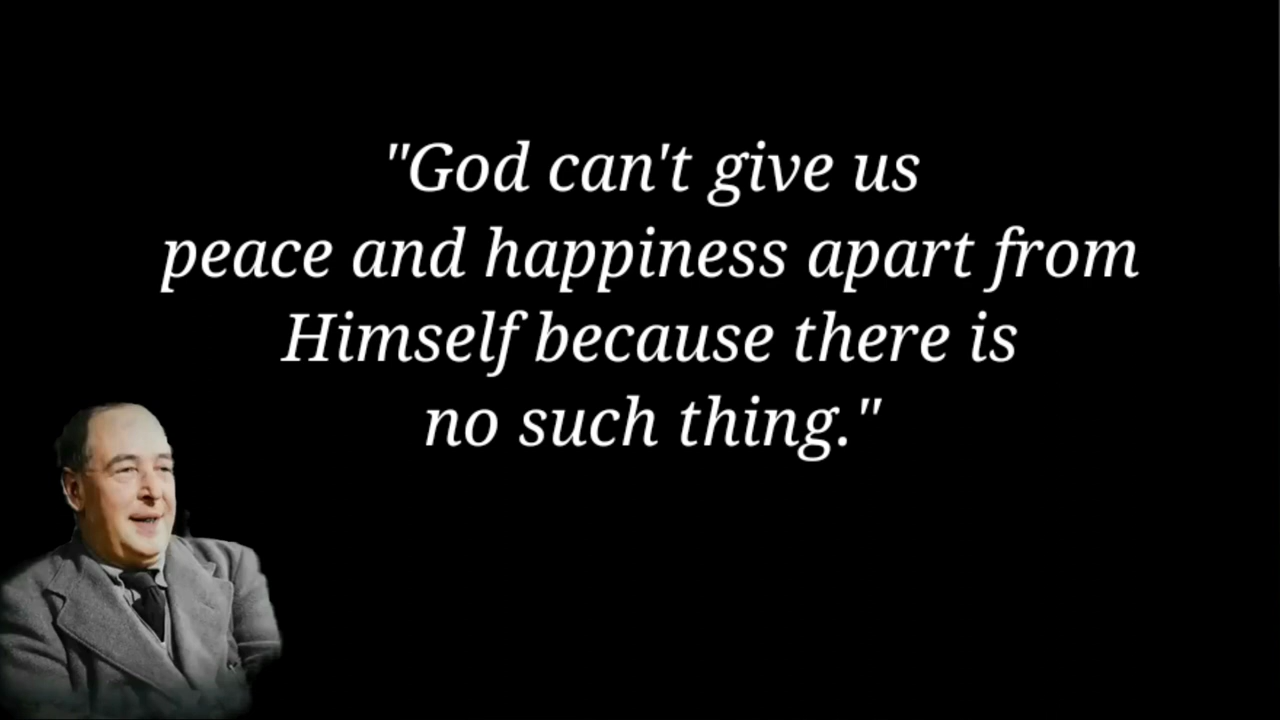 "God can't give us
peace and happiness apart from
Himself because there is
no such thing."